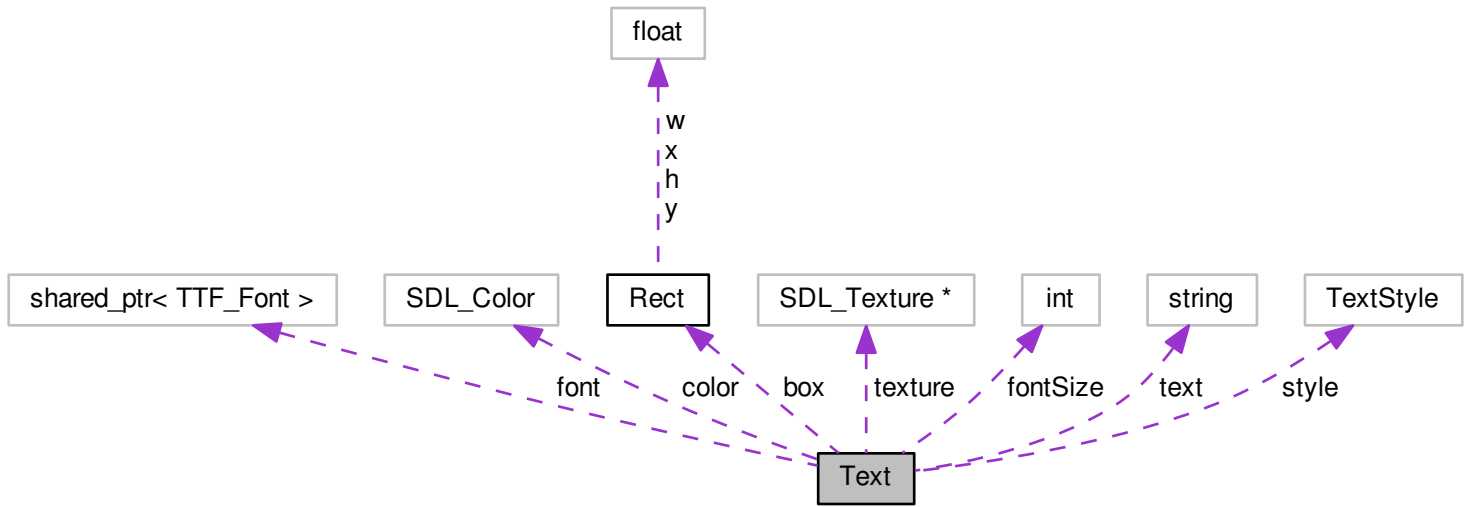 float
w
x
h
y
shared_ptr< TTF_Font >
SDL_Color
Rect
SDL_Texture *
int
string
TextStyle
font
color
box
texture
fontSize
text
style
Text